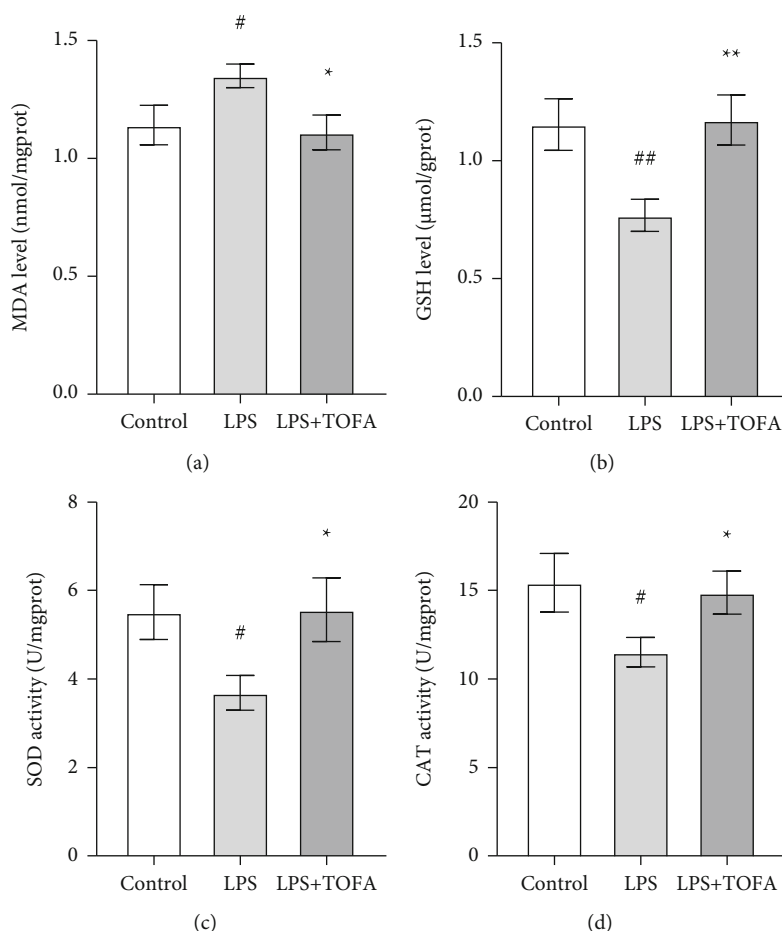 MDA level (nmol/mgprot)
1.5
1.0
0.5
0.0
#
*
Control
LPS
LPS+TOFA
(a)
GSH level (μmol/gprot)
1.5
1.0
0.5
0.0
##
**
Control
LPS
LPS+TOFA
(b)
SOD activity (U/mgprot)
8
6
4
2
0
#
*
Control
LPS
LPS+TOFA
(c)
CAT activity (U/mgprot)
20
15
10
5
0
#
*
Control
LPS
LPS+TOFA
(d)